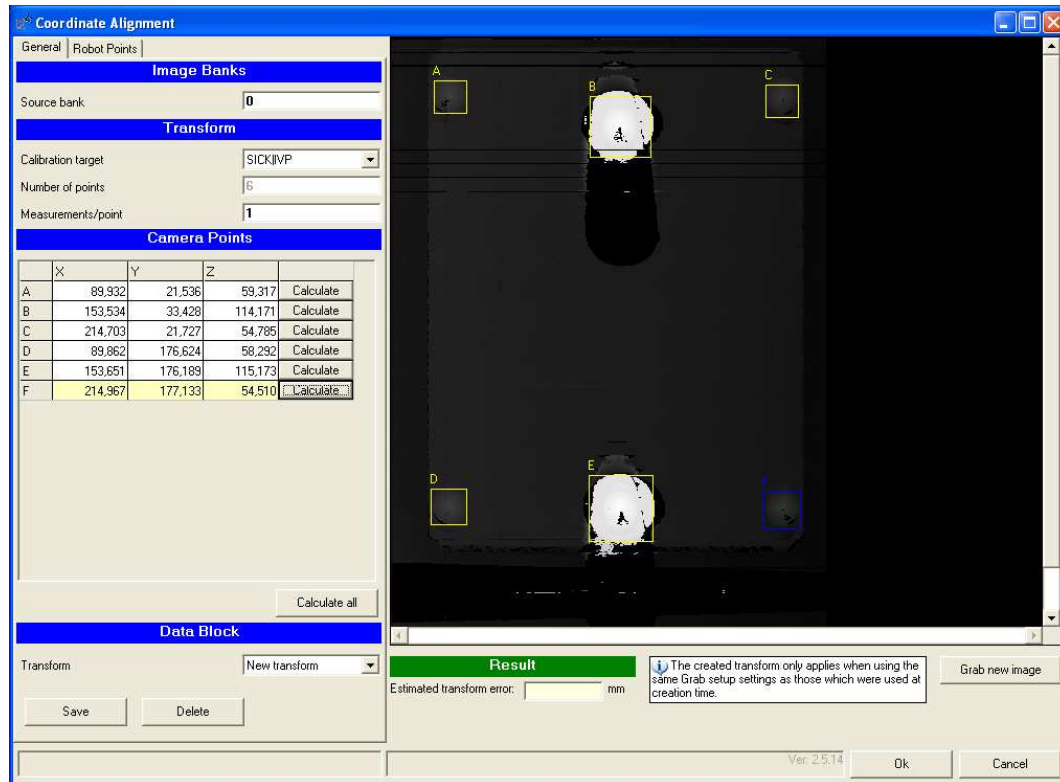 Coordinate Alignment
General Robot Points
Image Banks
Source bank 0
Transform
Calibration target SICK|IVP
Number of points 6
Measurements/point 1
Camera Points
X Y Z
A 89,932 21,536 59,317 Calculate
B 153,534 33,428 114,171 Calculate
C 214,703 21,727 54,785 Calculate
D 89,862 176,624 58,292 Calculate
E 153,651 176,189 115,173 Calculate
F 214,967 177,133 54,510 Calculate
Calculate all
Data Block
Transform New transform
Save Delete
A
B
C
D
E
Result
Estimated transform error: mm
The created transform only applies when using the
same Grab setup settings as those which were used at
creation time.
Grab new image
Ver. 2.5.14
Ok Cancel